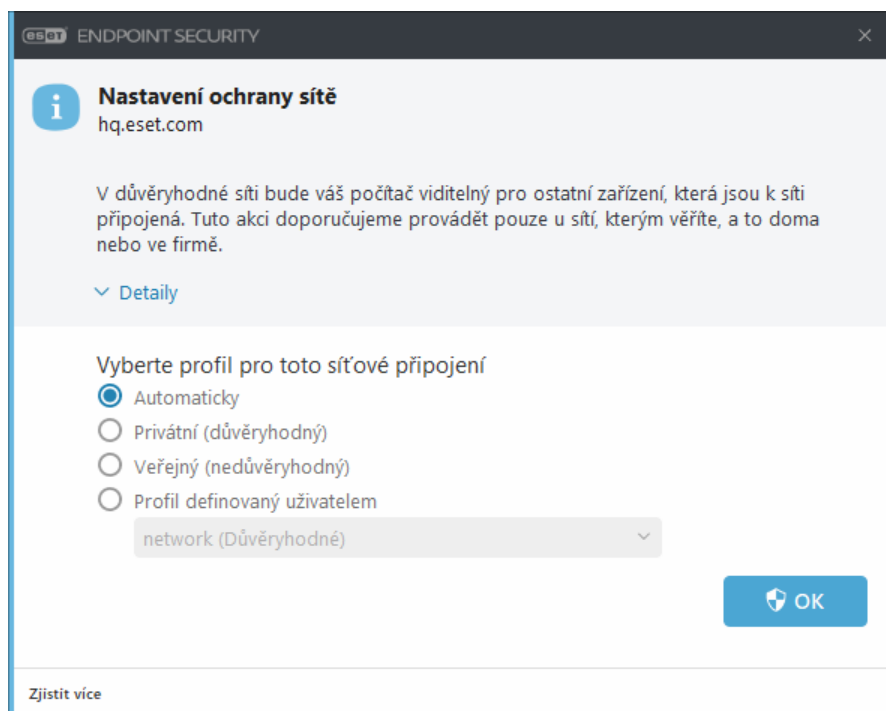 eset ENDPOINT SECURITY
Nastavení ochrany sítě
hq.eset.com
V důvěryhodné síti bude váš počítač viditelný pro ostatní zařízení, která jsou k síti
připojená. Tuto akci doporučujeme provádět pouze u sítí, kterým věříte, a to doma
nebo ve firmě.
Detaily
Vyberte profil pro toto síťové připojení
Automaticky
Privátní (důvěryhodný)
Veřejný (nedůvěryhodný)
Profil definovaný uživatelem
network (Důvěryhodné)
OK
Zjistit více